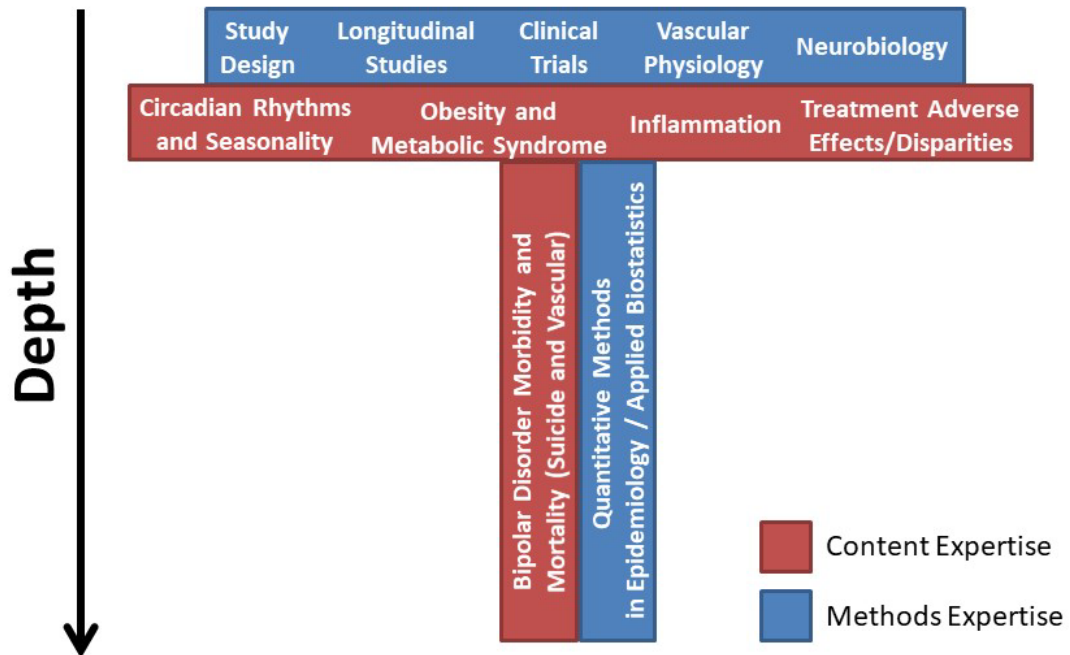 Study
Design
Longitudinal
Studies
Clinical
Trials
Vascular
Physiology
Neurobiology
Circadian Rhythms
and Seasonality
Obesity and
Metabolic Syndrome
Inflammation
Treatment Adverse
Effects/Disparities
Depth
Bipolar Disorder Morbidity and
Mortality (Suicide and Vascular)
Quantitative Methods
in Epidemiology / Applied Biostatistics
Content Expertise
Methods Expertise